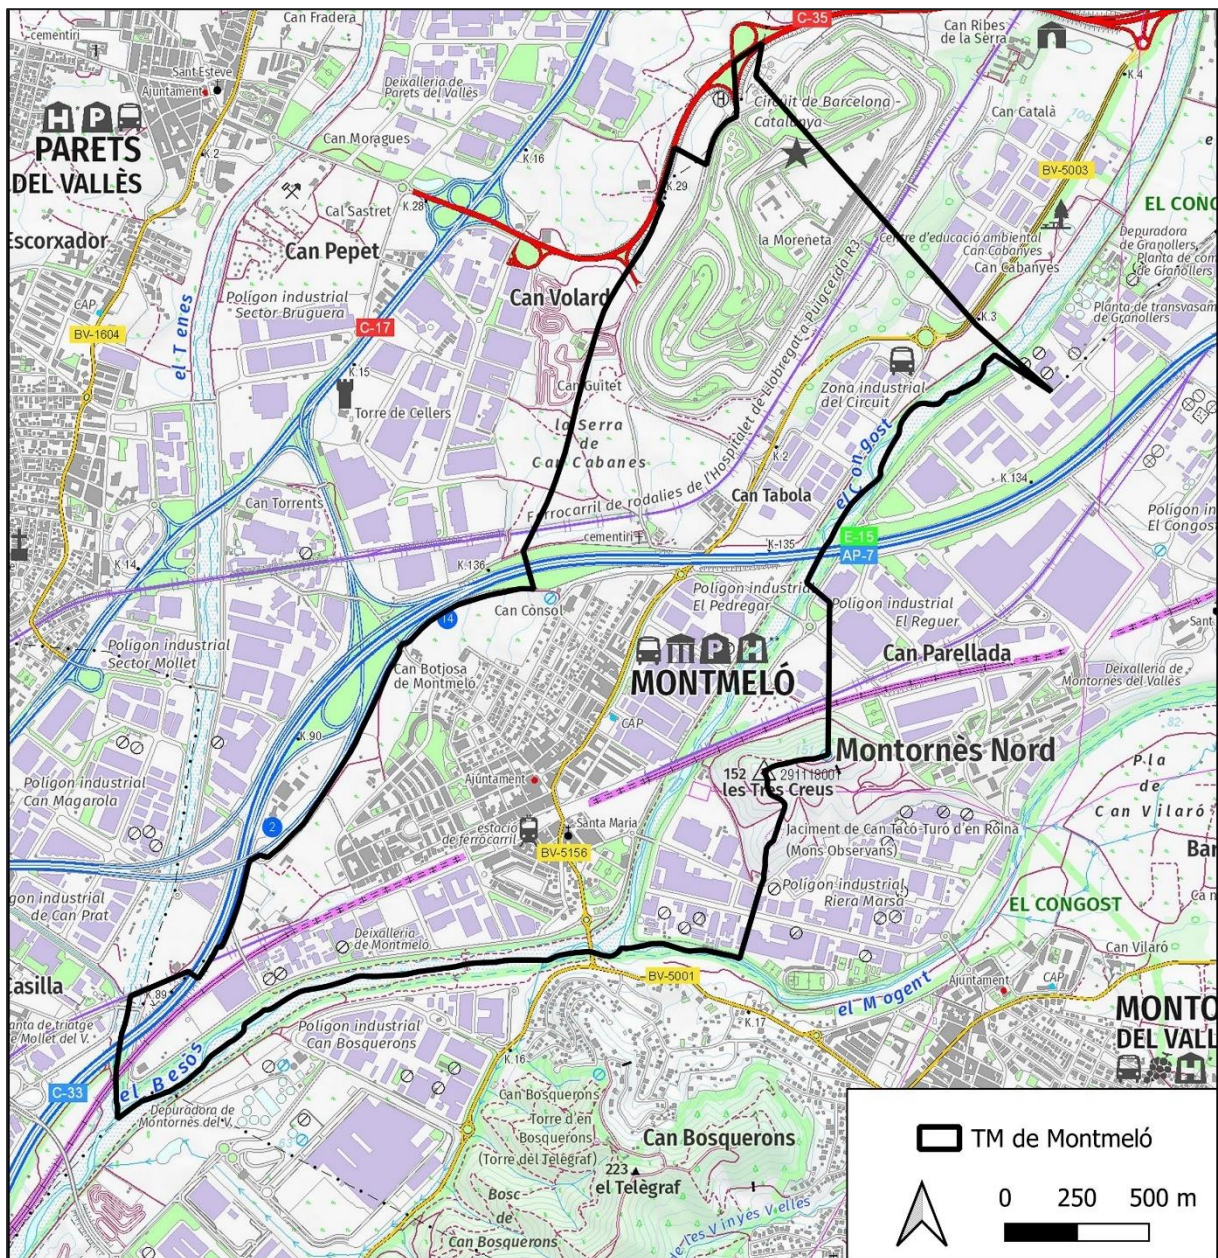 C-35
Can Fradera
cementiri
Can Ribes
de la Serra
Sant Esteve
Ajuntament
Deixalleria de
Parets del Vallès
K.4
H P
PARETS
DEL VALLÈS
K.2
Can Moragues
K.16
H
Circuit de Barcelona -
Catalunya
Can Català
BV-5003
K.29
Cal Sastret
K.28
EL CONG
Escorxador
Can Pepet
la Moreneta
Centre d'educació ambiental
Can Cabanyes
Can Cabanyes
Depuradora
de Granollers
Planta de com
de Granollers
CAP
Polígon industrial
Sector Bruguera
Can Volard
Planta de transvasam
de Granollers
K.3
BV-1604
el Tenes
C-17
K.15
Can Guitet
Torre de Cellers
Zona industrial
del Circuit
la Serra
de
Can Cabanes
Ferrocarril de rodalies de l'Hospitalet de Llobregat a Puigcerdà R3
K.2
el Congost
K-134
Can Torrents
Can Tabola
Polígon in
El Congost
cementiri
E-15
AP-7
K-135
K-136
K.14
Can Cònsol
14
Polígon industrial
El Pedregar
Polígon industrial
El Reguer
Sant
Polígon industrial
Sector Mollet
Can Botjosa
de Montmeló
P H
MONTMELÓ
Can Parellada
Deixalleria de
Montornès del Vallès
CAP
K.90
82
151
Montornès Nord
Polígon industrial
Can Magarola
Ajuntament
152
291118001
les Tres Creus
Pla
de
Can Vilaró
2
estació
de ferrocarril
Santa Maria
BV-5156
Jaciment de Can Tacó-Turó d'en Roina
(Mons Observans)
Bar
Polígon industrial
Riera Marsà
EL CONGOST
gon industrial
de Can Prat
Deixalleria
de Montmeló
Can Vilaró
Casilla
K.89
BV-5001
el Mogent
Ajuntament
CAP
MONTO
DEL VALL
anta de triatge
e Mollet del V.
Polígon industrial
Can Bosquerons
K.17
K.16
C-33
el Besòs
Depuradora de
Montornès del V.
63
Can Bosquerons
Torre d'en
Bosquerons
(Torre del Telègraf)
Can Bosquerons
223
el Telègraf
Bosc
de
Can Bosquerons
de les Vinyes Velles
TM de Montmeló
0 250 500 m